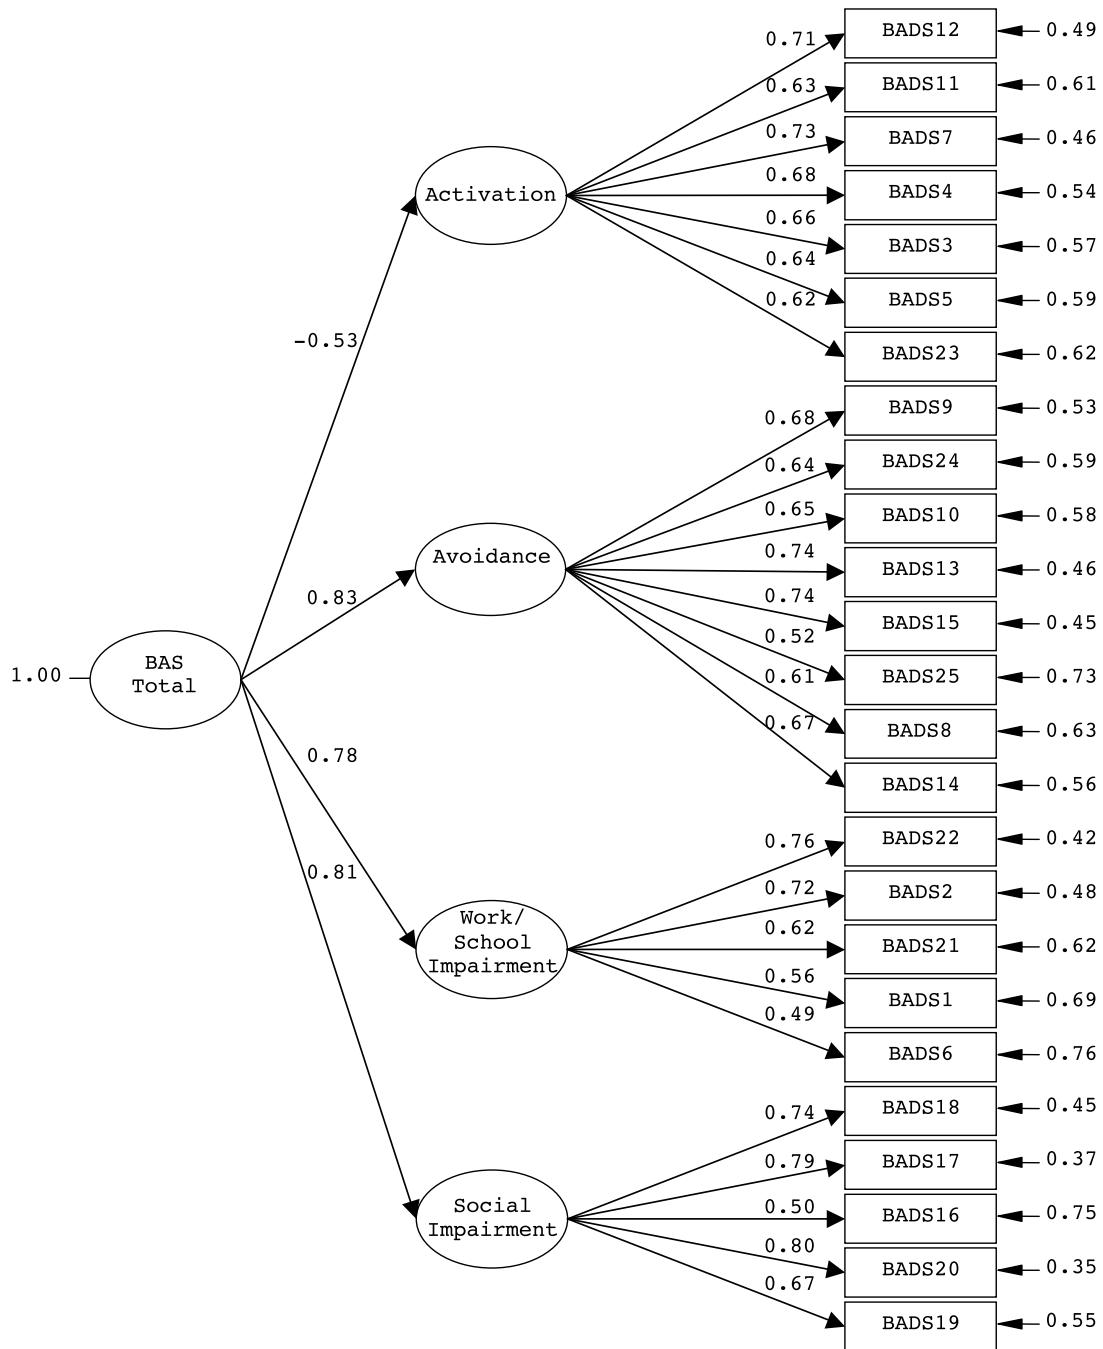 0.71 BADS12 0.49
0.63 BADS11 0.61
0.73 BADS7 0.46
0.68 BADS4 0.54
0.66 BADS3 0.57
0.64 BADS5 0.59
0.62 BADS23 0.62
Activation
-0.53
0.68 BADS9 0.53
0.64 BADS24 0.59
0.65 BADS10 0.58
0.74 BADS13 0.46
0.74 BADS15 0.45
0.52 BADS25 0.73
0.61 BADS8 0.63
0.67 BADS14 0.56
Avoidance
0.83
1.00
BAS
Total
0.78
0.81
0.76 BADS22 0.42
0.72 BADS2 0.48
0.62 BADS21 0.62
0.56 BADS1 0.69
0.49 BADS6 0.76
Work/
School
Impairment
0.74 BADS18 0.45
0.79 BADS17 0.37
0.50 BADS16 0.75
0.80 BADS20 0.35
0.67 BADS19 0.55
Social
Impairment